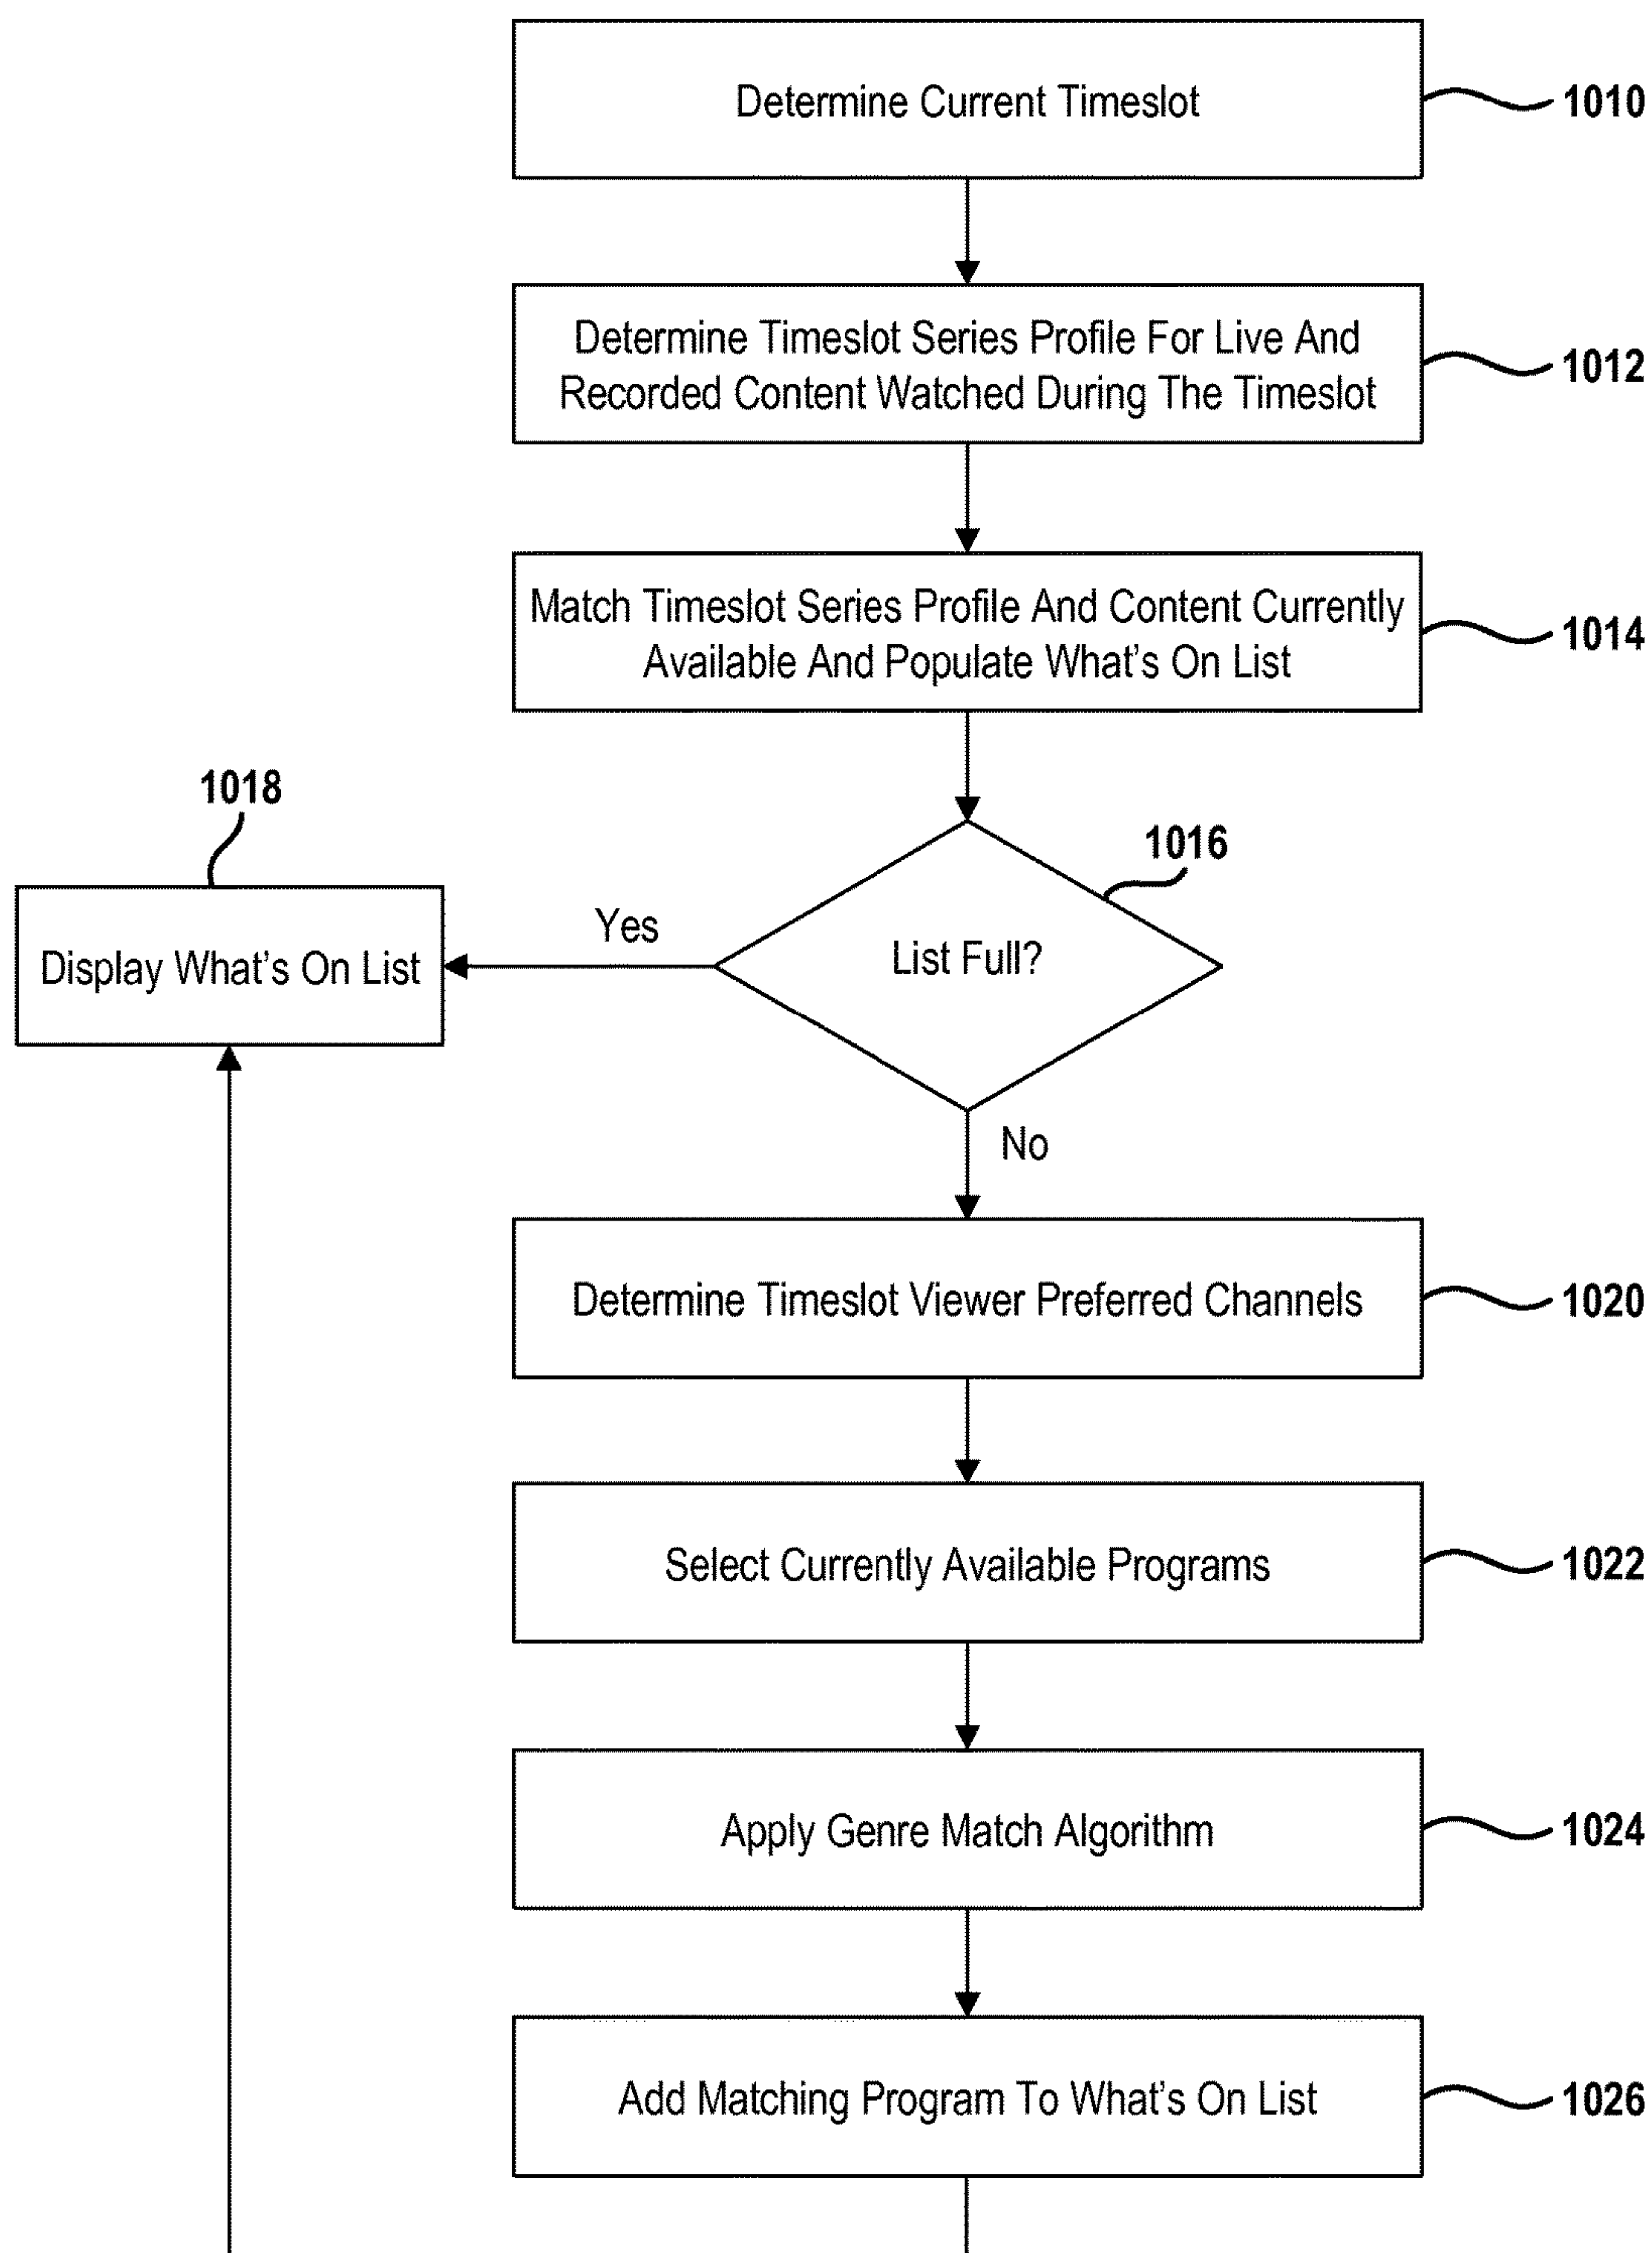 Determine Current Timeslot
1010
Determine Timeslot Series Profile For Live And
Recorded Content Watched During The Timeslot
1012
Match Timeslot Series Profile And Content Currently
Available And Populate What's On List
1014
1018
1016
Display What's On List
Yes
List Full?
No
Determine Timeslot Viewer Preferred Channels
1020
Select Currently Available Programs
1022
Apply Genre Match Algorithm
1024
Add Matching Program To What's On List
1026